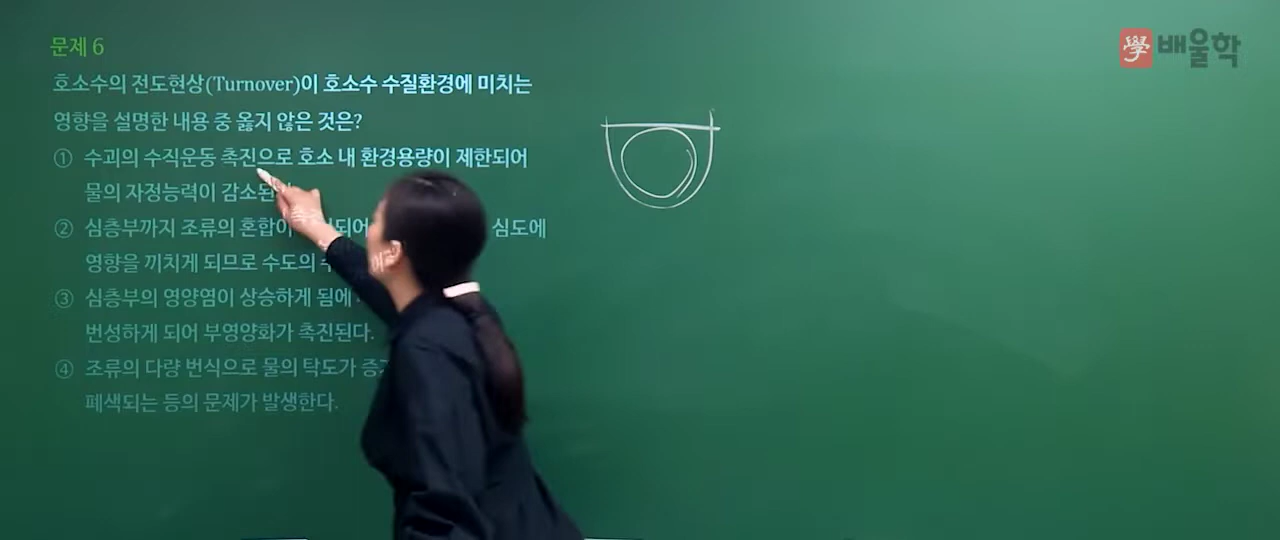 문제 6
學 배울학
호소수의 전도현상(Turnover)이 호소수 수질환경에 미치는
영향을 설명한 내용 중 옳지 않은 것은?
① 수괴의 수직운동 촉진으로 호소 내 환경용량이 제한되어
물의 자정능력이 감소된
② 심층부까지 조류의 혼합이 심도에
영향을 끼치게 되므로 수도의
③ 심층부의 영양염이 상승하게 됨에
번성하게 되어 부영양화가 촉진된다.
④ 조류의 다량 번식으로 물의 탁도가
폐색되는 등의 문제가 발생한다.